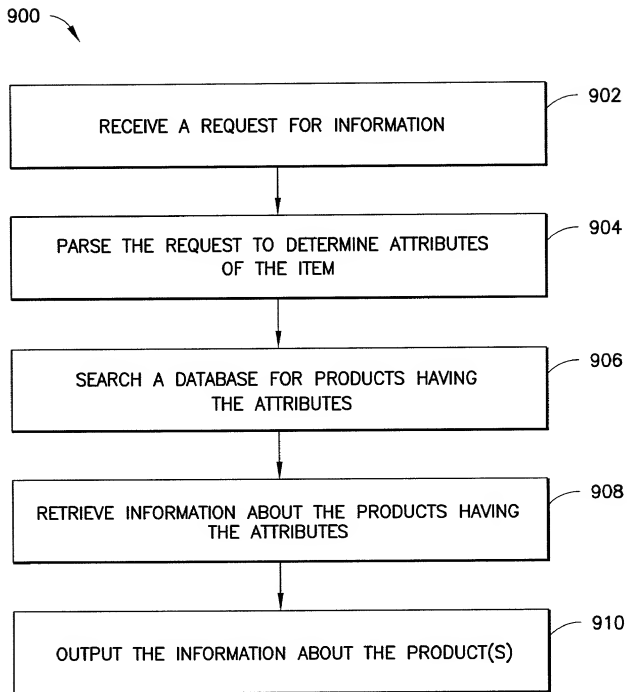 900
902
RECEIVE A REQUEST FOR INFORMATION
904
PARSE THE REQUEST TO DETERMINE ATTRIBUTES
OF THE ITEM
906
SEARCH A DATABASE FOR PRODUCTS HAVING
THE ATTRIBUTES
908
RETRIEVE INFORMATION ABOUT THE PRODUCTS HAVING
THE ATTRIBUTES
910
OUTPUT THE INFORMATION ABOUT THE PRODUCT(S)